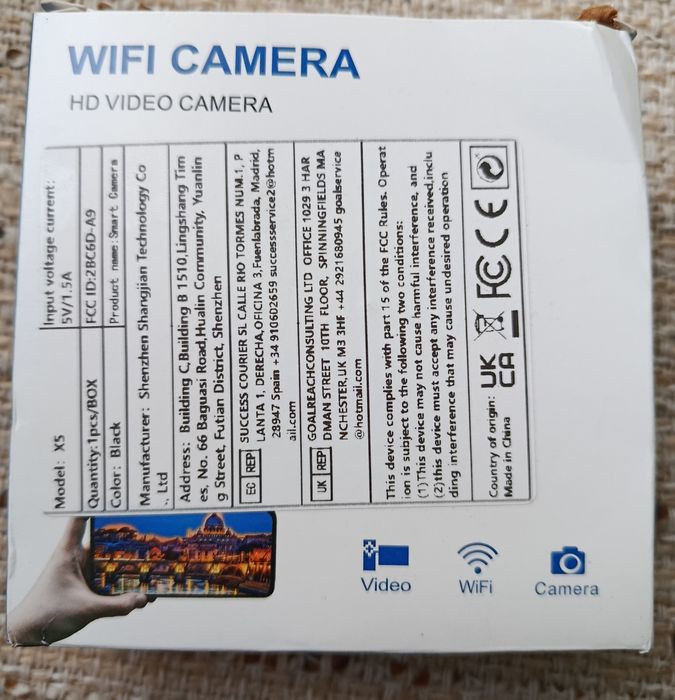 WIFI CAMERA
HD VIDEO CAMERA
Model: X5
Input voltage current:
5V/1.5A
Quantity:1pcs/BOX
FCC ID:2BC6D-A9
Color: Black
Product name:Smart Camera
Manufacturer: Shenzhen Shangjian Technology Co
., Ltd
Address: Building C,Building B 1510,Lingshang Tim
es, No. 66 Baguasi Road,Hualin Community, Yuanlin
g Street, Futian District, Shenzhen
EC REP
SUCCESS COURIER SL CALLE RIO TORMES NUM.1, P
LANTA 1, DERECHA,OFICINA 3,Fuenlabrada, Madrid,
28947 Spain +34 910602659 successservice2@hotm
ail.com
UK REP
GOALREACHCONSULTING LTD OFFICE 1029 3 HAR
DMAN STREET 10TH FLOOR, SPINNINGFIELDS MA
NCHESTER,UK M3 3HF +44 2921680945 goalservice
@hotmail.com
This device complies with part 15 of the FCC Rules. Operat
ion is subject to the following two conditions:
(1)This device may not cause harmful interference, and
(2)this device must accept any interference received,inclu
ding interference that may cause undesired operation
Country of origin:
Made in China
UK
CA
FC CE
Video
WiFi
Camera